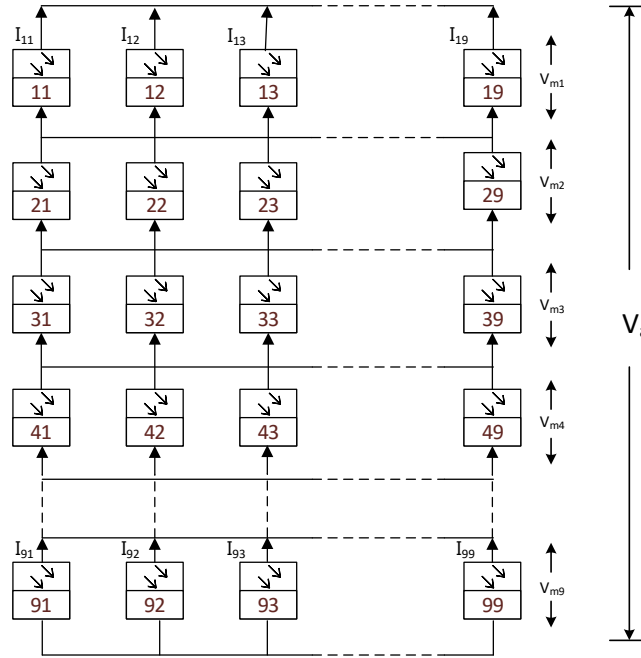 I11 I12 I13 I19
11 12 13 19 Vm1
21 22 23 29 Vm2
31 32 33 39 Vm3
Va
41 42 43 49 Vm4
I91 I92 I93 I99
91 92 93 99 Vm9